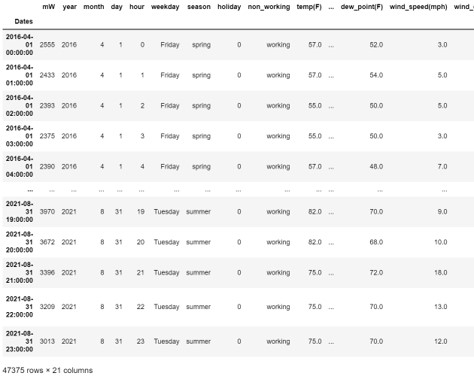 mW year month day hour weekday season holiday non_working temp(F) ... dew_point(F) wind_speed(mph) wind_
Dates
2016-04-
01
00:00:00 2555 2016 4 1 0 Friday spring 0 working 57.0 ... 52.0 3.0
2016-04-
01
01:00:00 2433 2016 4 1 1 Friday spring 0 working 57.0 ... 54.0 5.0
2016-04-
01
02:00:00 2393 2016 4 1 2 Friday spring 0 working 55.0 ... 50.0 5.0
2016-04-
01
03:00:00 2375 2016 4 1 3 Friday spring 0 working 55.0 ... 50.0 3.0
2016-04-
01
04:00:00 2390 2016 4 1 4 Friday spring 0 working 57.0 ... 48.0 7.0
... ... ... ... ... ... ... ... ... ... ... ... ... ...
2021-08-
31
19:00:00 3970 2021 8 31 19 Tuesday summer 0 working 82.0 ... 70.0 9.0
2021-08-
31
20:00:00 3672 2021 8 31 20 Tuesday summer 0 working 82.0 ... 68.0 10.0
2021-08-
31
21:00:00 3396 2021 8 31 21 Tuesday summer 0 working 75.0 ... 72.0 18.0
2021-08-
31
22:00:00 3209 2021 8 31 22 Tuesday summer 0 working 75.0 ... 70.0 13.0
2021-08-
31
23:00:00 3013 2021 8 31 23 Tuesday summer 0 working 75.0 ... 70.0 12.0
47375 rows × 21 columns